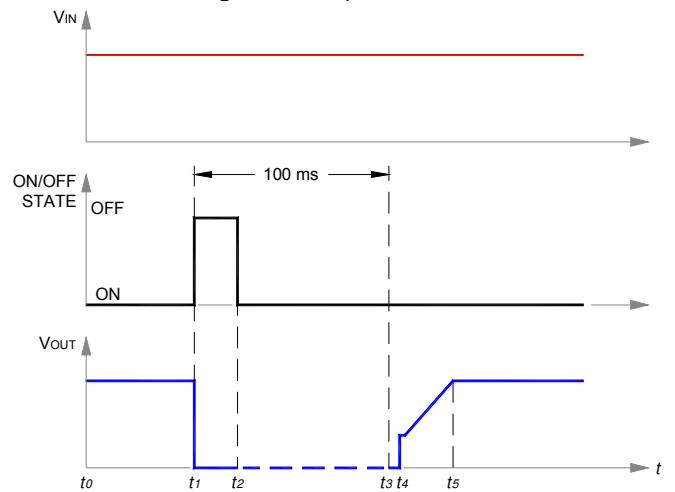 VIN
100 ms
ON/OFF
STATE
OFF
ON
VOUT
t
t0 t1 t2 t3 t4 t5